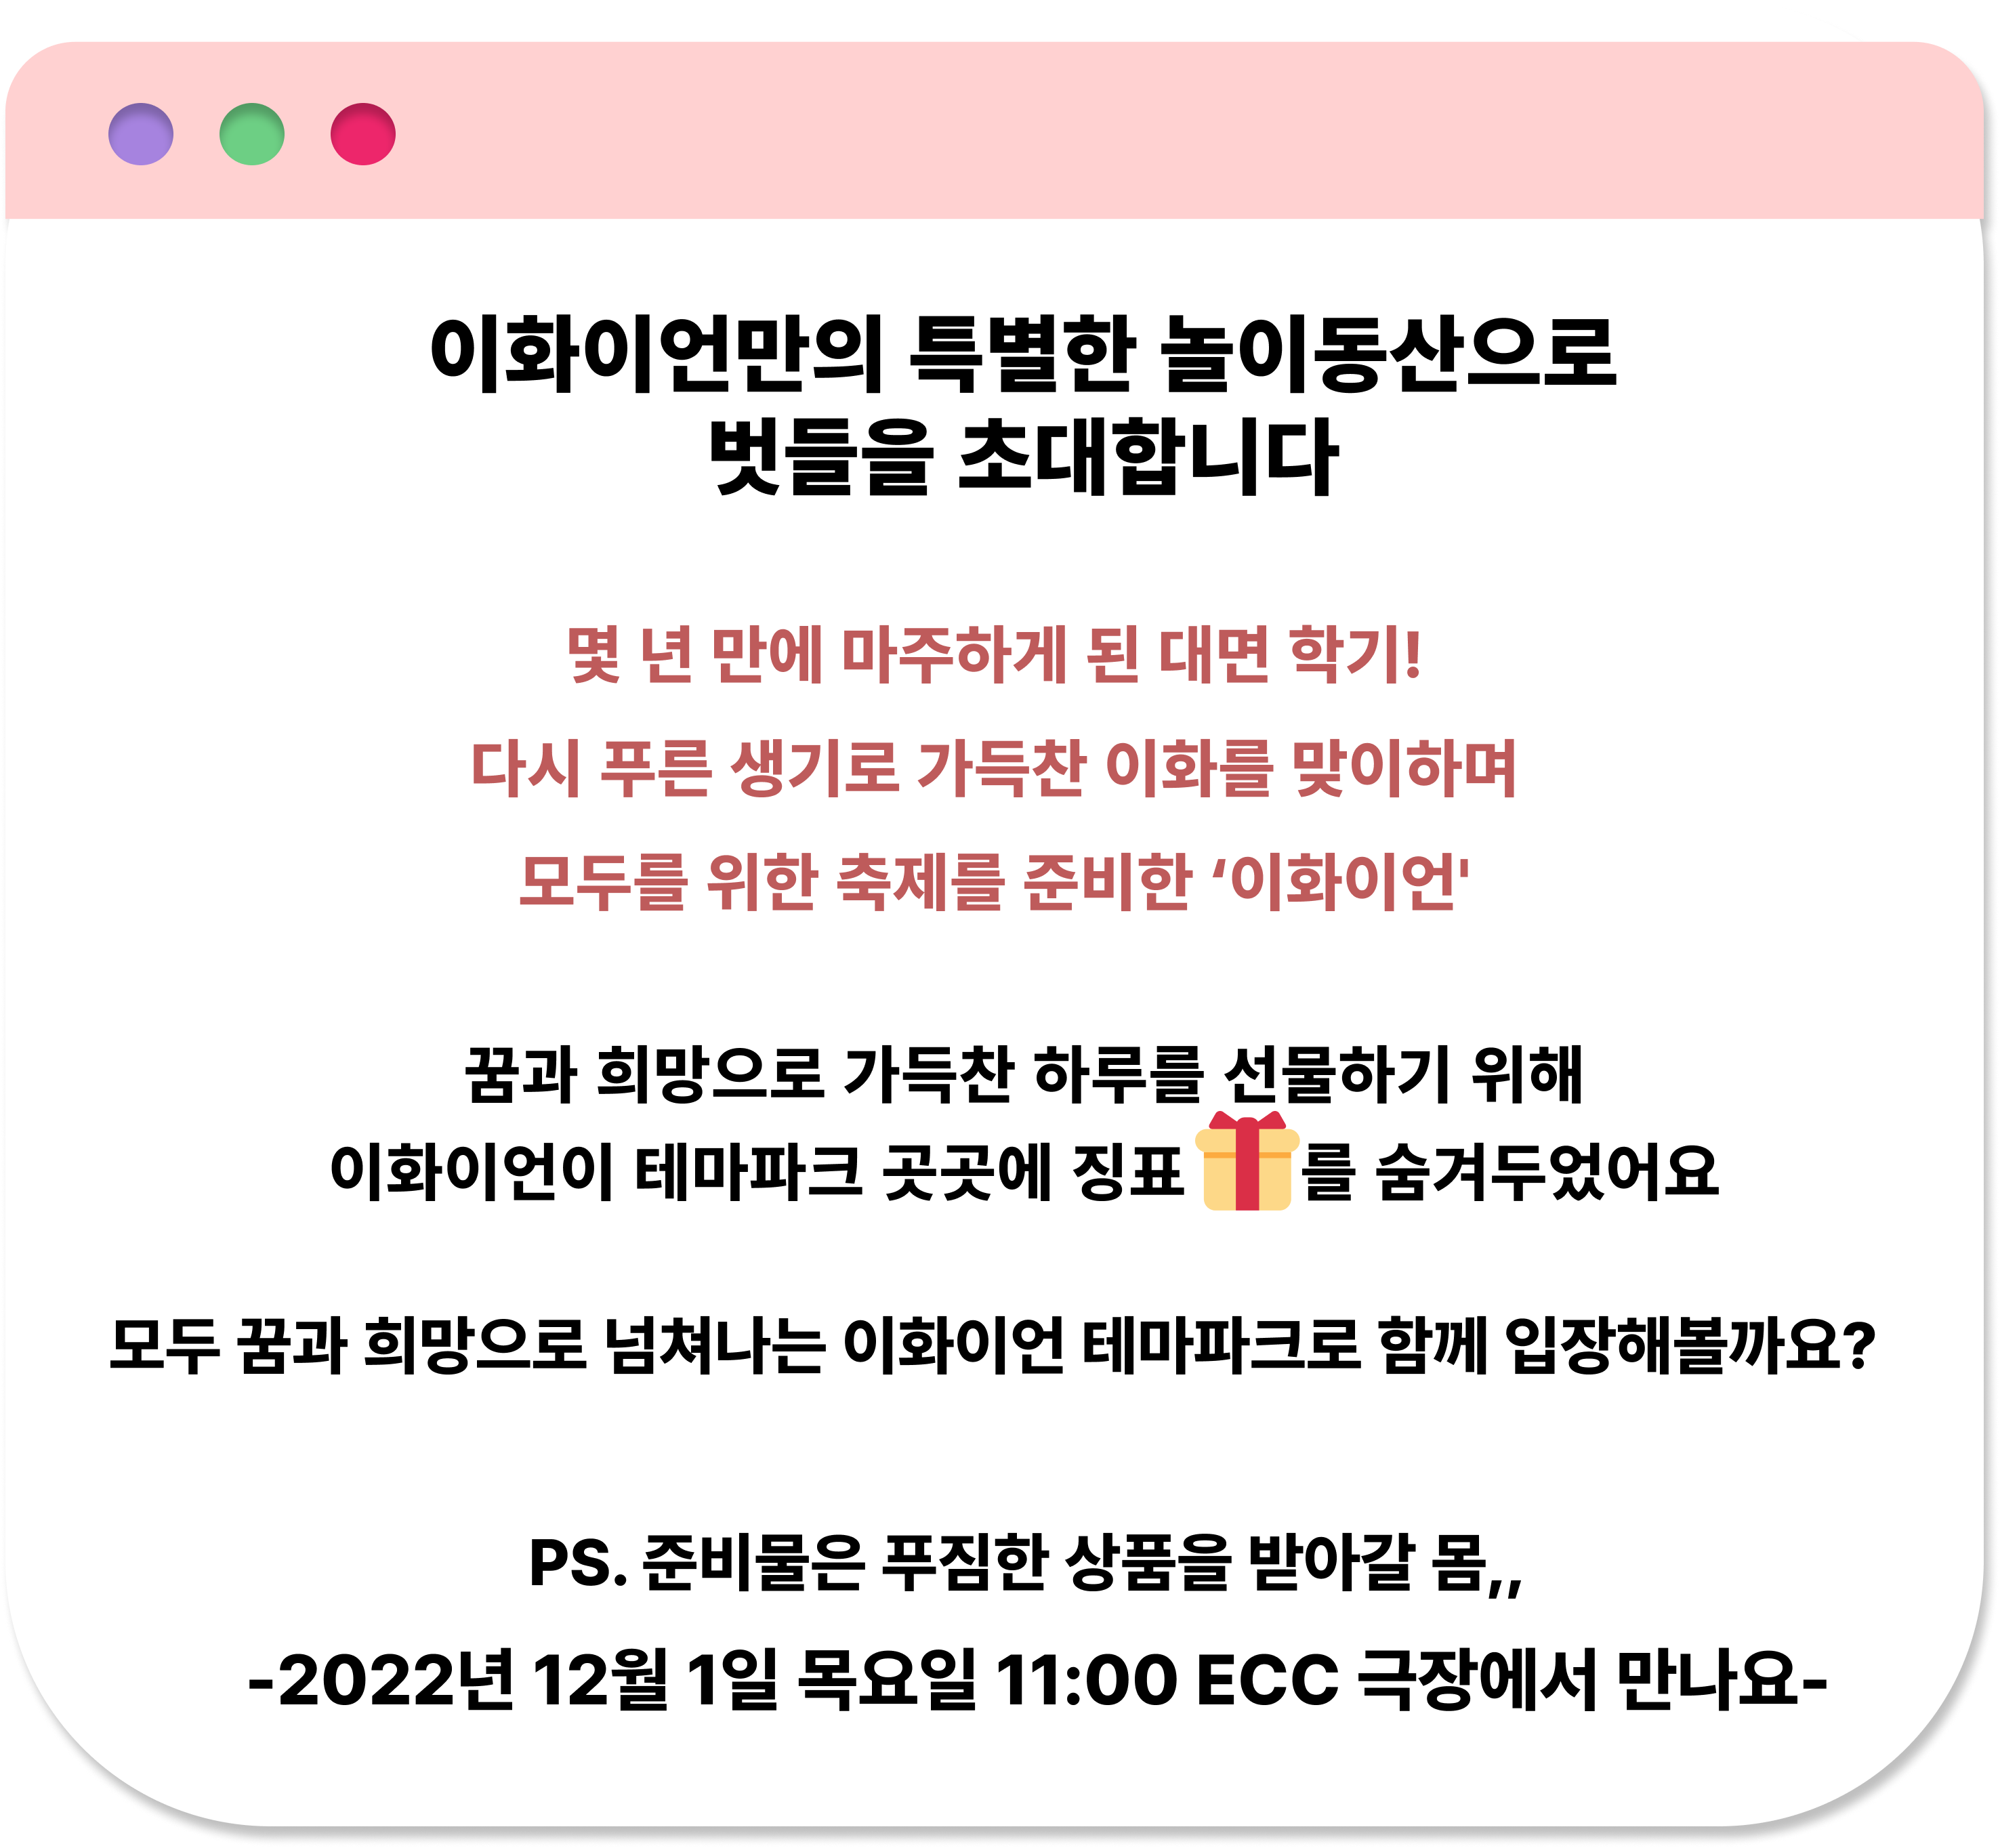 이화이언만의 특별한 놀이동산으로
벗들을 초대합니다
몇 년 만에 마주하게 된 대면 학기!
다시 푸른 생기로 가득찬 이화를 맞이하며
모두를 위한 축제를 준비한 ‘이화이언'
꿈과 희망으로 가득찬 하루를 선물하기 위해
이화이언이 테마파크 곳곳에 징표를 숨겨두었어요
모두 꿈과 희망으로 넘쳐나는 이화이언 테마파크로 함께 입장해볼까요?
PS. 준비물은 푸짐한 상품을 받아갈 몸,,
-2022년 12월 1일 목요일 11:00 ECC 극장에서 만나요-